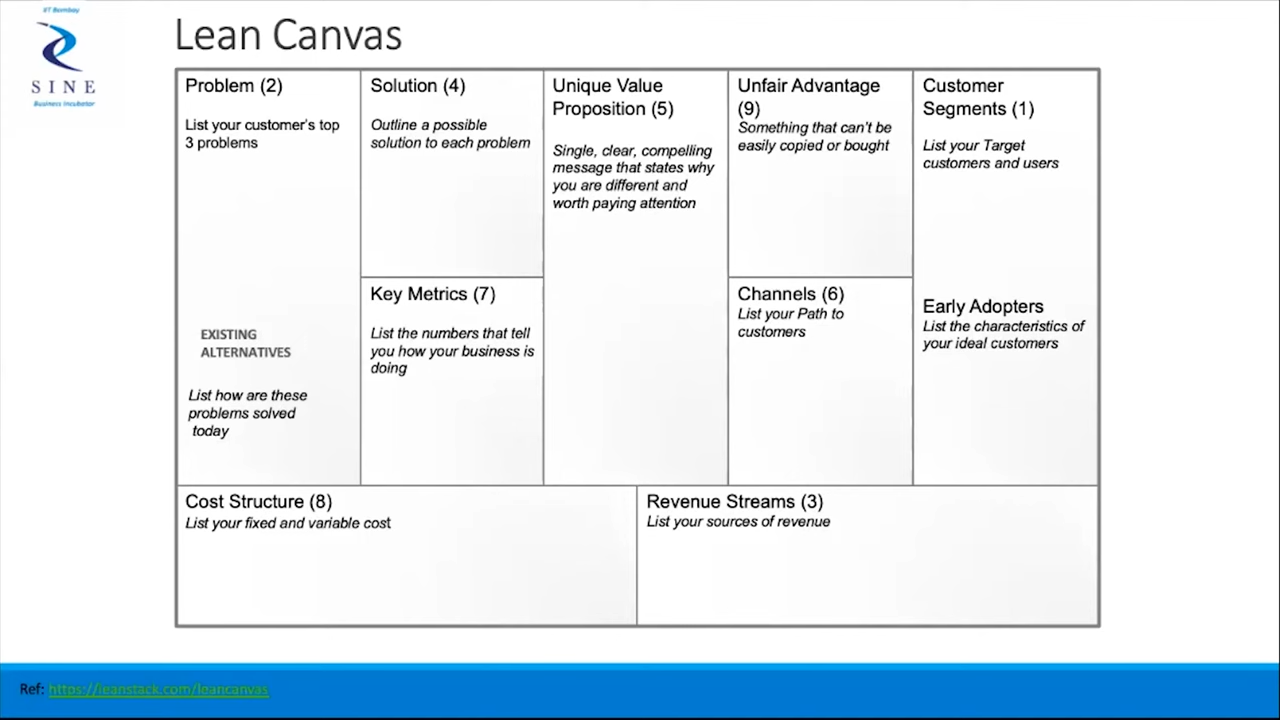 IIT Bombay
SINE
Business Incubator
Lean Canvas
Problem (2)
List your customer's top
3 problems
EXISTING
ALTERNATIVES
List how are these
problems solved
today
Solution (4)
Outline a possible
solution to each problem
Key Metrics (7)
List the numbers that tell
you how your business is
doing
Unique Value
Proposition (5)
Single, clear, compelling
message that states why
you are different and
worth paying attention
Unfair Advantage
(9)
Something that can't be
easily copied or bought
Channels (6)
List your Path to
customers
Customer
Segments (1)
List your Target
customers and users
Early Adopters
List the characteristics of
your ideal customers
Cost Structure (8)
List your fixed and variable cost
Revenue Streams (3)
List your sources of revenue
Ref: https://leanstack.com/leancanvas